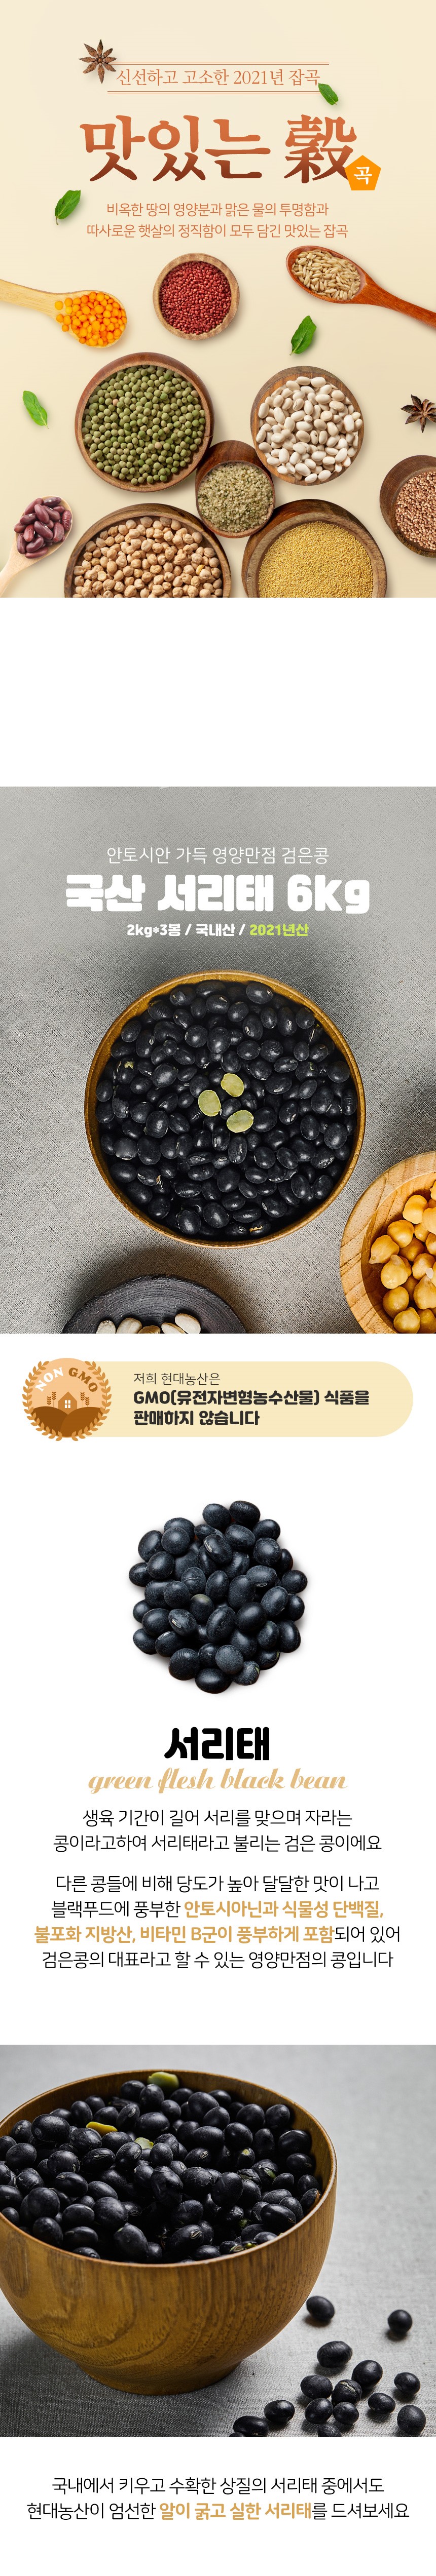 신선하고 고소한 2021년 잡곡
맛있는 穀
곡
비옥한 땅의 영양분과 맑은 물의 투명함과
따사로운 햇살의 정직함이 모두 담긴 맛있는 잡곡
안토시안 가득 영양만점 검은콩
국산 서리태 6kg
2kg*3봉 / 국내산 / 2021년산
NON GMO
저희 현대농산은
GMO(유전자변형농수산물) 식품을
판매하지 않습니다
서리태
green flesh black bean
생육 기간이 길어 서리를 맞으며 자라는
콩이라고하여 서리태라고 불리는 검은 콩이에요
다른 콩들에 비해 당도가 높아 달달한 맛이 나고
블랙푸드에 풍부한 안토시아닌과 식물성 단백질,
불포화 지방산, 비타민 B군이 풍부하게 포함되어 있어
검은콩의 대표라고 할 수 있는 영양만점의 콩입니다
국내에서 키우고 수확한 상질의 서리태 중에서도
현대농산이 엄선한 알이 굵고 실한 서리태를 드셔보세요